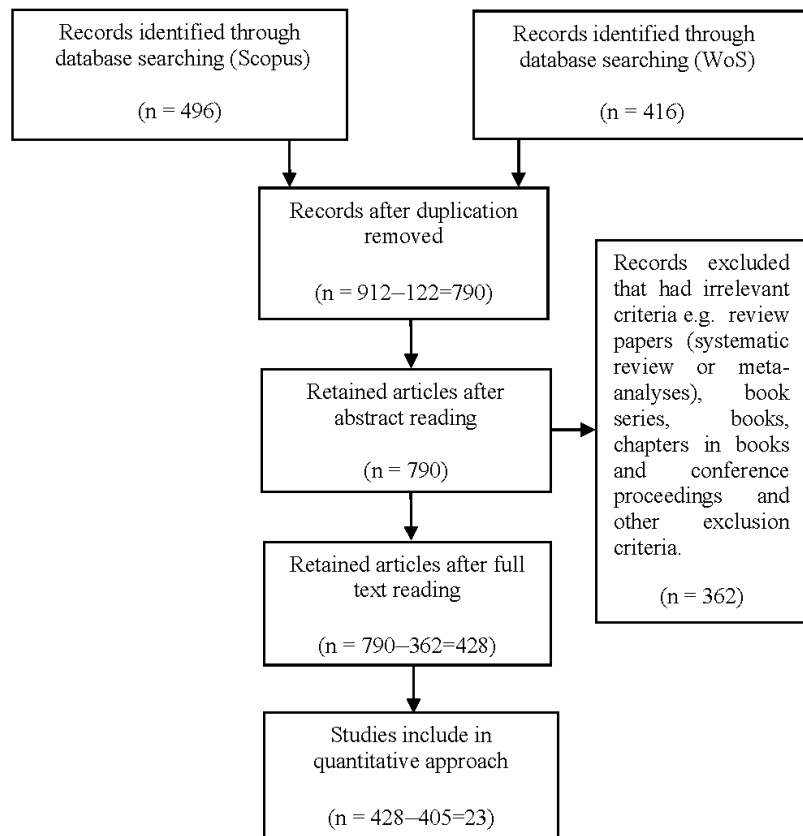 Records identified through
database searching (Scopus)
(n = 496)
Records identified through
database searching (WoS)
(n = 416)
Records after duplication
removed
(n = 912–122=790)
Records excluded
that had irrelevant
criteria e.g. review
papers (systematic
review or meta-
analyses), book
series, books,
chapters in books
and conference
proceedings and
other exclusion
criteria.
(n = 362)
Retained articles after
abstract reading
(n = 790)
Retained articles after full
text reading
(n = 790–362=428)
Studies include in
quantitative approach
(n = 428–405=23)